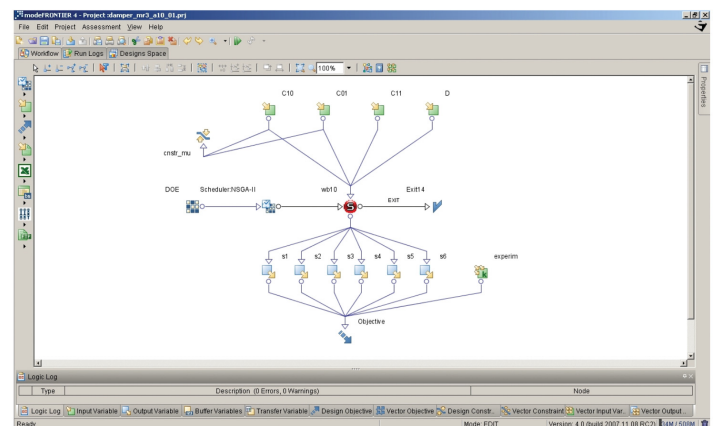 modeFRONTIER 4 - Project :damper_mr3_a10_01.prj
File Edit Project Assessment View Help
Workflow Run Logs Designs Space
100%
Properties
C10 C01 C11 D
cnstr_mu
DOE Scheduler:NSGA-II wb10 Exit14
EXIT
s1 s2 s3 s4 s5 s6 experim
Objective
Logic Log
Type Description (0 Errors, 0 Warnings) Node
Logic Log Input Variable Output Variable Buffer Variables Transfer Variable Design Objective Vector Objective Design Constr.. Vector Constraint Vector Input Var.. Vector Output ..
Ready Mode: EDIT Version: 4.0 (build 2007.11.08 RC2) 34M / 508M